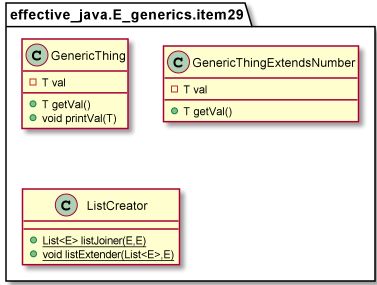 effective_java.E_generics.item29
C GenericThing
T val
T getVal()
void printVal(T)
C GenericThingExtendsNumber
T val
T getVal()
C ListCreator
List<E> listJoiner(E,E)
void listExtender(List<E>,E)